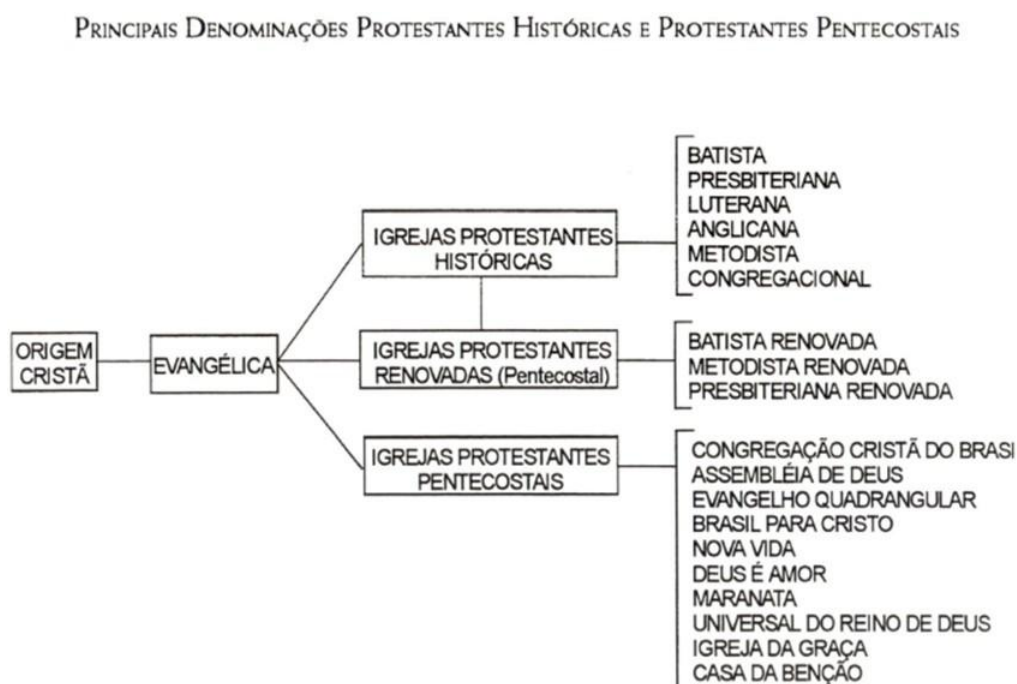 PRINCIPAIS DENOMINAÇÕES PROTESTANTES HISTÓRICAS E PROTESTANTES PENTECOSTAIS
ORIGEM
CRISTÃ
EVANGÉLICA
IGREJAS PROTESTANTES
HISTÓRICAS
BATISTA
PRESBITERIANA
LUTERANA
ANGLICANA
METODISTA
CONGREGACIONAL
IGREJAS PROTESTANTES
RENOVADAS (Pentecostal)
BATISTA RENOVADA
METODISTA RENOVADA
PRESBITERIANA RENOVADA
IGREJAS PROTESTANTES
PENTECOSTAIS
CONGREGAÇÃO CRISTÃ DO BRASI
ASSEMBLÉIA DE DEUS
EVANGELHO QUADRANGULAR
BRASIL PARA CRISTO
NOVA VIDA
DEUS É AMOR
MARANATA
UNIVERSAL DO REINO DE DEUS
IGREJA DA GRAÇA
CASA DA BENÇÃO